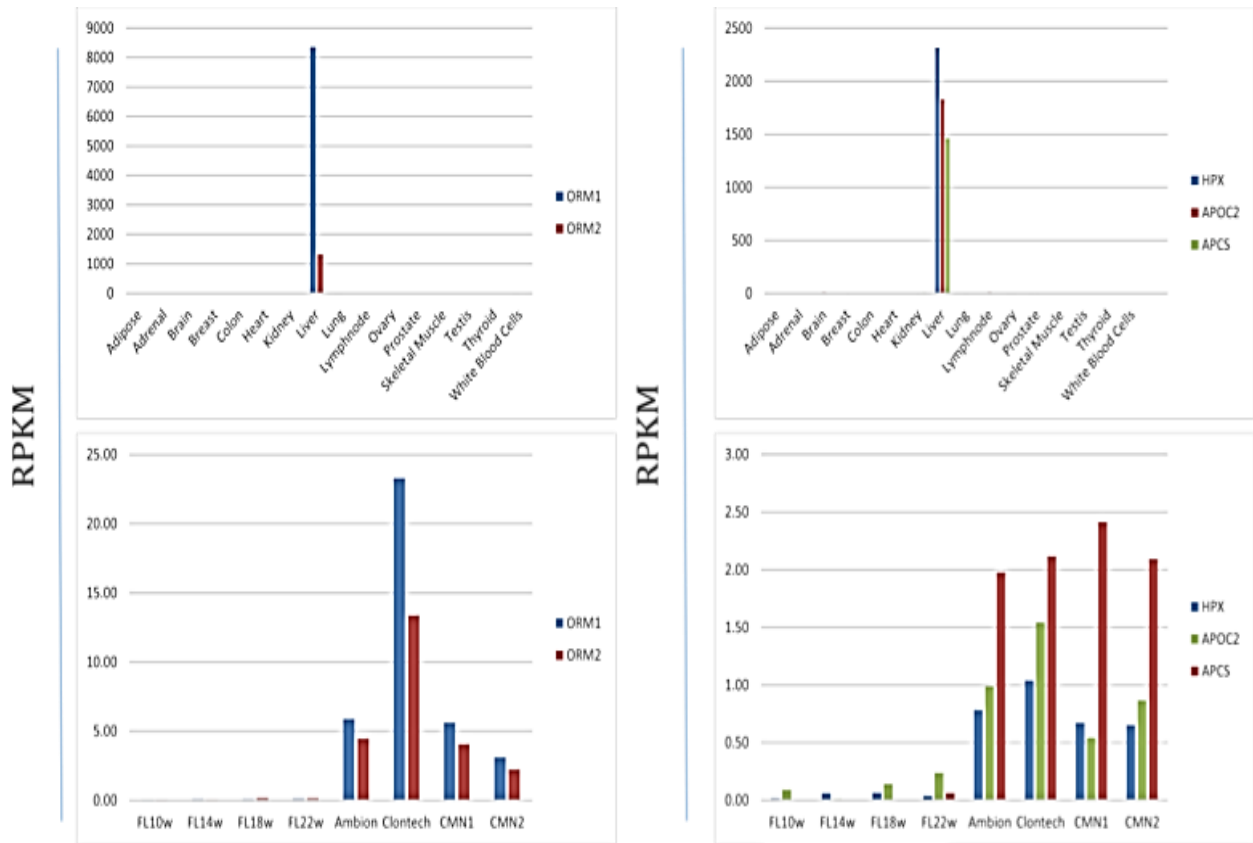 RPKM
9000
8000
7000
6000
5000
4000
3000
2000
1000
0
Adipose
Adrenal
Brain
Breast
Colon
Heart
Kidney
Liver
Lung
Lymphnode
Ovary
Prostate
Skeletal Muscle
Testis
Thyroid
White Blood Cells
ORM1
ORM2
25.00
20.00
15.00
10.00
5.00
0.00
FL10w FL14w FL18w FL22w Ambion Clontech CMN1 CMN2
ORM1
ORM2
RPKM
2500
2000
1500
1000
500
0
Adipose
Adrenal
Brain
Breast
Colon
Heart
Kidney
Liver
Lung
Lymphnode
Ovary
Prostate
Skeletal Muscle
Testis
Thyroid
White Blood Cells
HPX
APOC2
APCS
3.00
2.50
2.00
1.50
1.00
0.50
0.00
FL10w FL14w FL18w FL22w Ambion Clontech CMN1 CMN2
HPX
APOC2
APCS